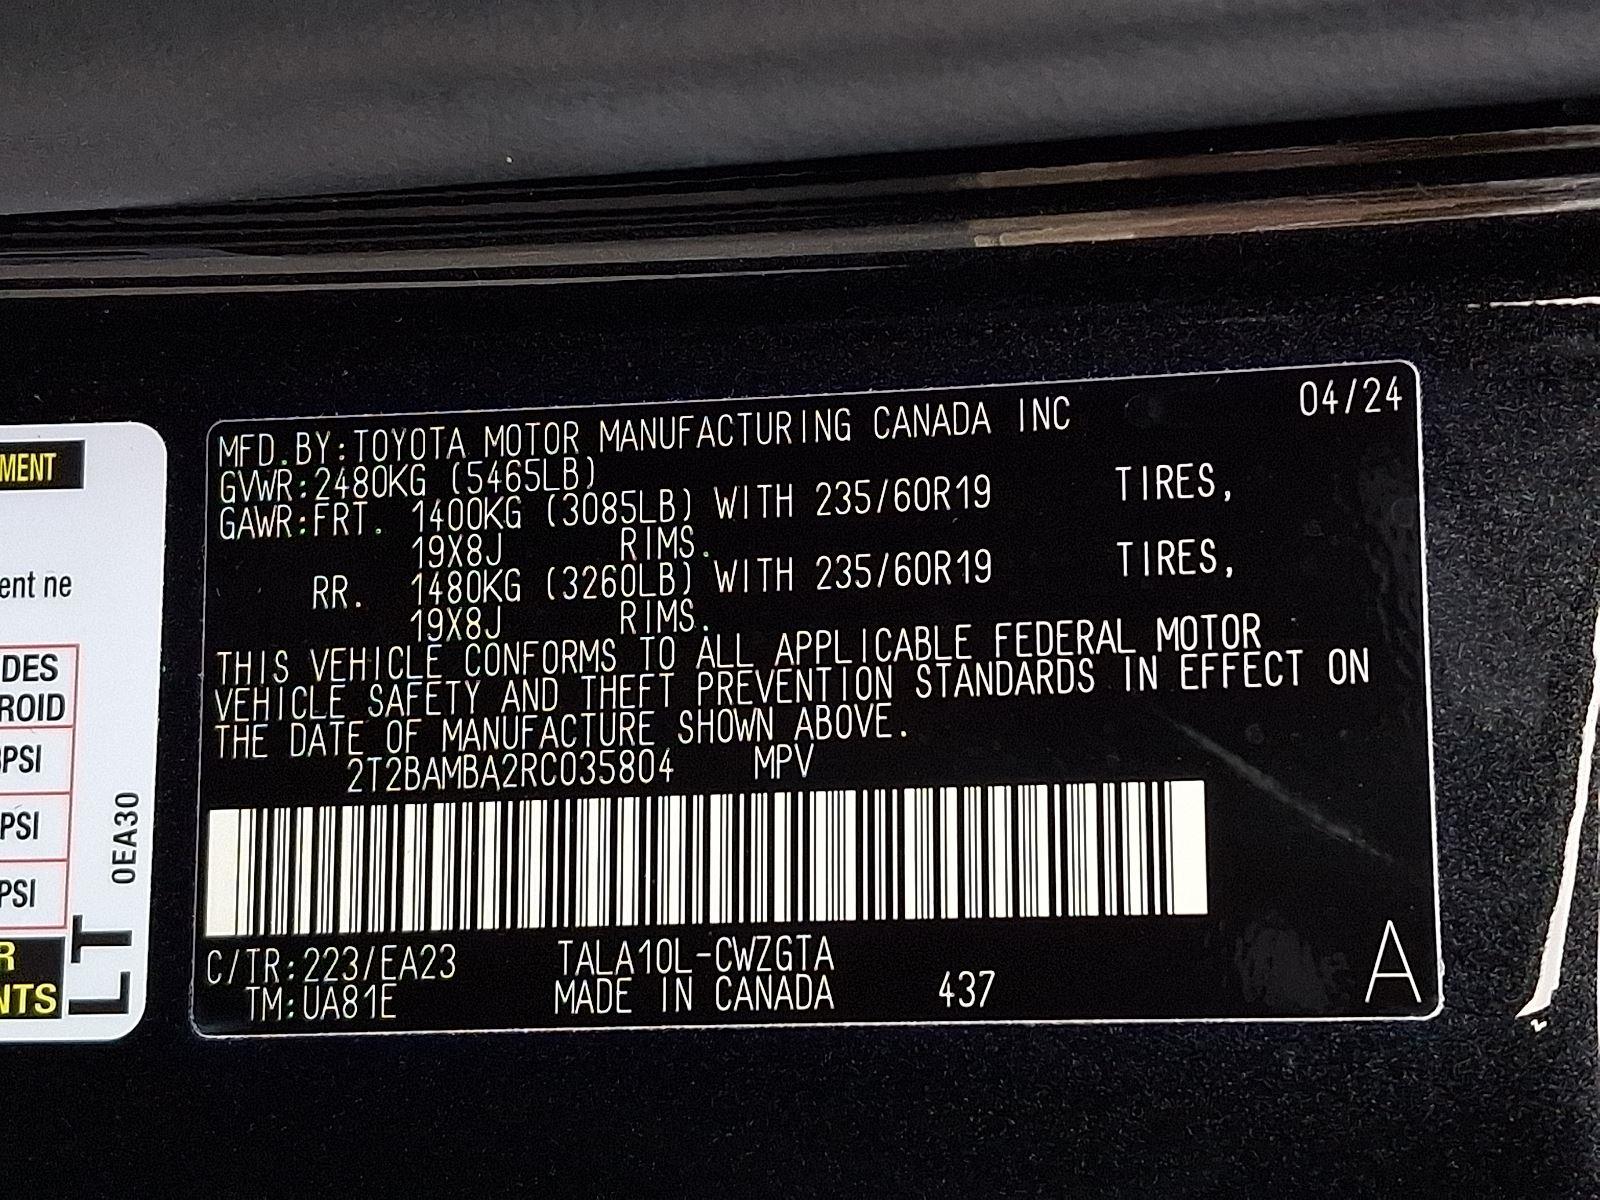 MENT
ent ne
DES
ROID
PSI
PSI
PSI
R
NTS
LT
0EA30
MFD.BY:TOYOTA MOTOR MANUFACTURING CANADA INC 04/24
GVWR:2480KG (5465LB)
GAWR:FRT. 1400KG (3085LB) WITH 235/60R19 TIRES,
19X8J RIMS.
RR. 1480KG (3260LB) WITH 235/60R19 TIRES,
19X8J RIMS.
THIS VEHICLE CONFORMS TO ALL APPLICABLE FEDERAL MOTOR
VEHICLE SAFETY AND THEFT PREVENTION STANDARDS IN EFFECT ON
THE DATE OF MANUFACTURE SHOWN ABOVE.
2T2BAMBA2RC035804 MPV
C/TR:223/EA23 TALA10L-CWZGTA
TM:UA81E MADE IN CANADA 437 A